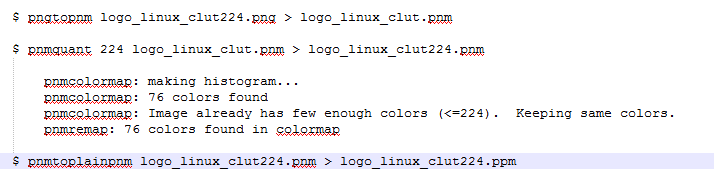 $ pngtopnm logo_linux_clut224.png > logo_linux_clut.pnm
$ pnmquant 224 logo_linux_clut.pnm > logo_linux_clut224.pnm
pnmcolormap: making histogram...
pnmcolormap: 76 colors found
pnmcolormap: Image already has few enough colors (<=224).  Keeping same colors.
pnmremap: 76 colors found in colormap
$ pnmtoplainpnm logo_linux_clut224.pnm > logo_linux_clut224.ppm